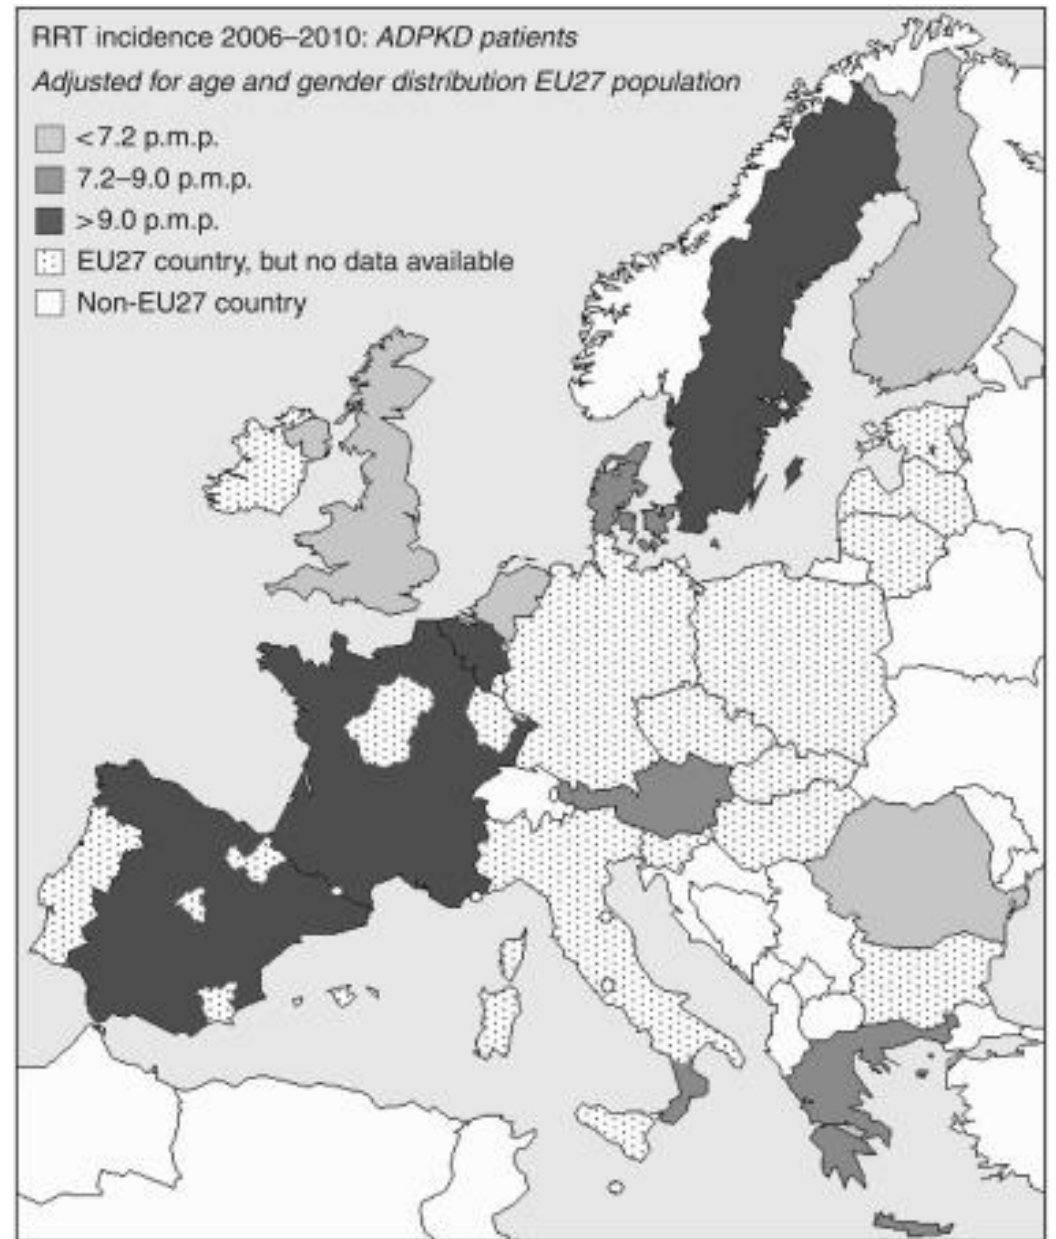 RRT incidence 2006–2010: ADPKD patients
Adjusted for age and gender distribution EU27 population
<7.2 p.m.p.
7.2–9.0 p.m.p.
>9.0 p.m.p.
EU27 country, but no data available
Non-EU27 country